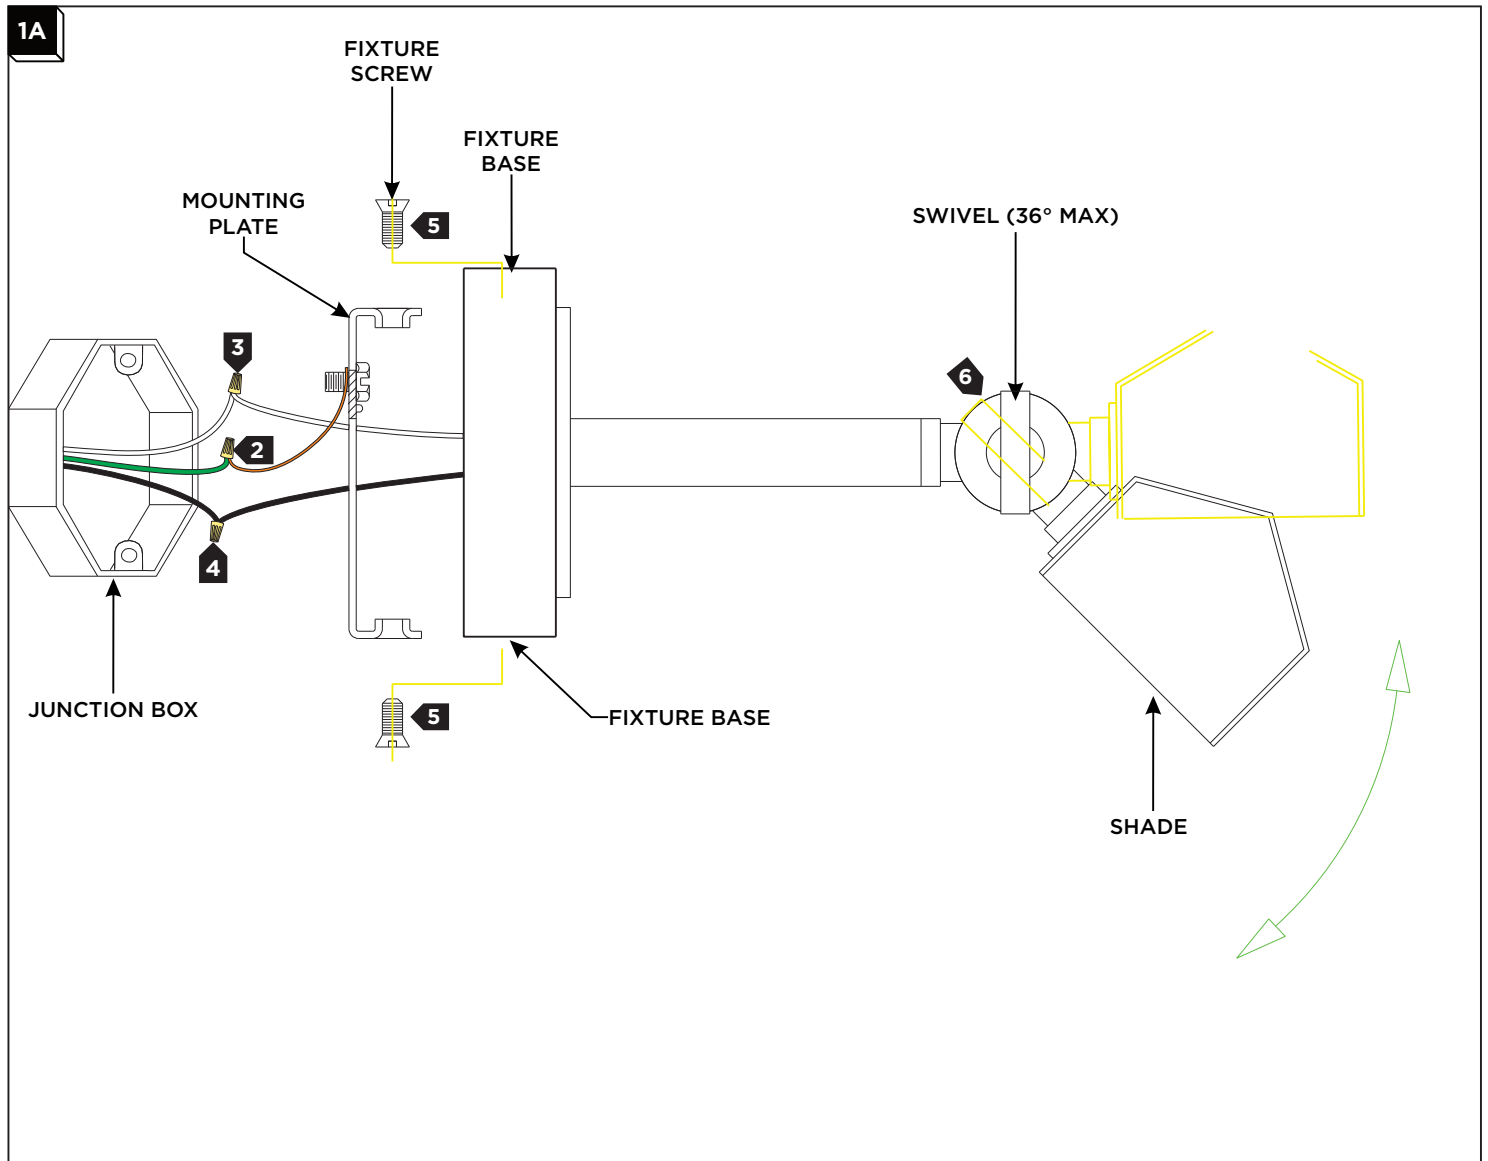 1A
FIXTURE
SCREW
FIXTURE
BASE
MOUNTING
PLATE
5
SWIVEL (36° MAX)
3
6
2
4
JUNCTION BOX
5
FIXTURE BASE
SHADE